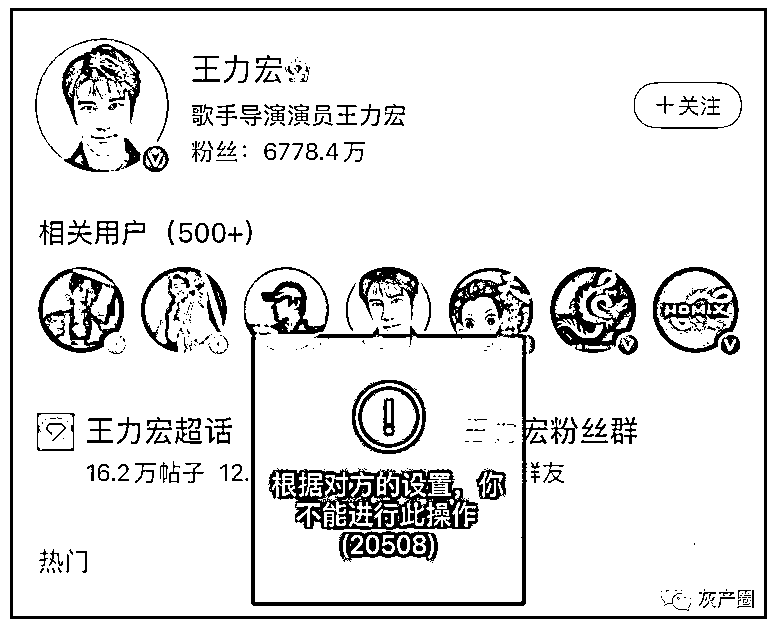 王力宏
歌手导演演员王力宏
粉丝：6778.4万
＋关注
相关用户（500+）
NOMIX
王力宏超话
王力宏粉丝群
16.2万帖子 12.
群友
根据对方的设置，你
不能进行此操作
(20508)
热门
灰产圈